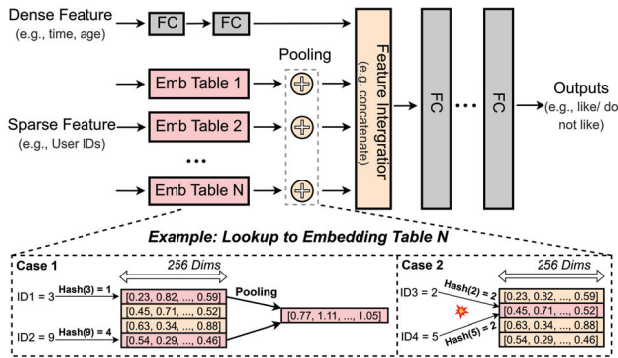 Dense Feature
(e.g., time, age)
FC
FC
Pooling
Emb Table 1
Sparse Feature
(e.g., User IDs)
Emb Table 2
...
Emb Table N
Feature Intergratior
(e.g. concatenate)
FC
...
FC
Outputs
(e.g., like/ do
not like)
Example: Lookup to Embedding Table N
Case 1
256 Dims
ID1 = 3
Hash(3) = 1
[0.23, 0.82, ..., 0.59]
[0.45, 0.71, ..., 0.52]
[0.63, 0.34, ..., 0.88]
ID2 = 9
Hash(9) = 4
[0.54, 0.29, ..., 0.46]
Pooling
[0.77, 1.11, ..., 1.05]
Case 2
256 Dims
ID3 = 2
Hash(2) = 2
ID4 = 5
Hash(5) = 2
[0.23, 0.82, ..., 0.59]
[0.45, 0.71, ..., 0.52]
[0.63, 0.34, ..., 0.88]
[0.54, 0.29, ..., 0.46]